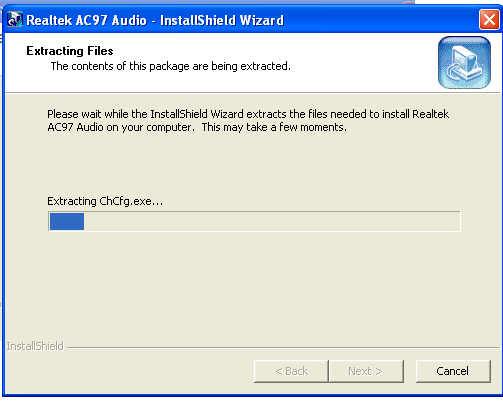 Realtek AC97 Audio - InstallShield Wizard
Extracting Files
The contents of this package are being extracted.
Please wait while the InstallShield Wizard extracts the files needed to install Realtek
AC97 Audio on your computer. This may take a few moments.
Extracting ChCfg.exe...
InstallShield
< Back
Next >
Cancel